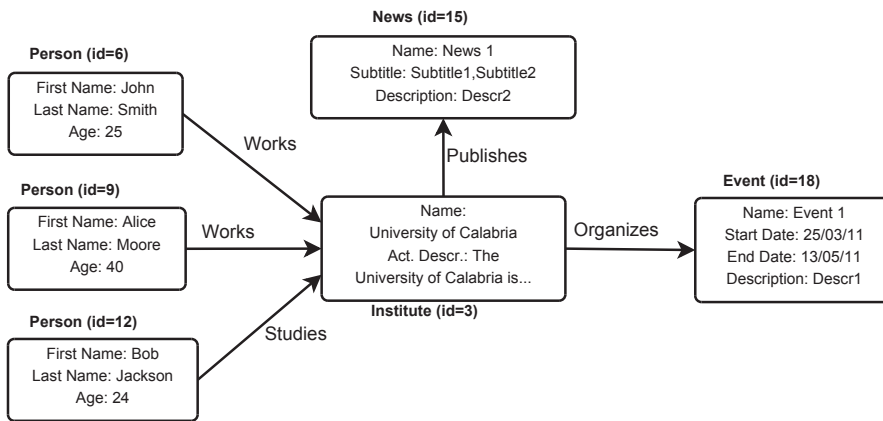 News (id=15)
Name: News 1
Subtitle: Subtitle1,Subtitle2
Description: Descr2
Person (id=6)
First Name: John
Last Name: Smith
Age: 25
Works
Publishes
Person (id=9)
First Name: Alice
Last Name: Moore
Age: 40
Works
Name:
University of Calabria
Act. Descr.: The
University of Calabria is...
Institute (id=3)
Organizes
Event (id=18)
Name: Event 1
Start Date: 25/03/11
End Date: 13/05/11
Description: Descr1
Person (id=12)
First Name: Bob
Last Name: Jackson
Age: 24
Studies